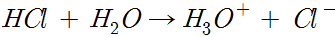 HCl + H₂O → H₃O⁺ + Cl⁻